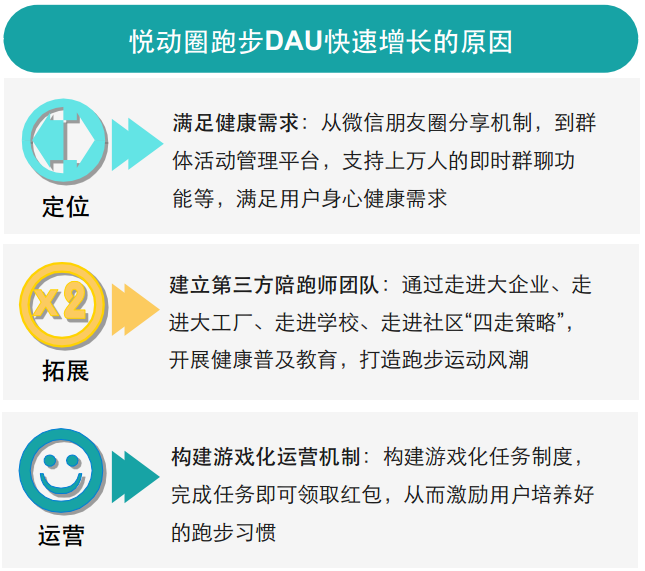 悦动圈跑步DAU快速增长的原因
满足健康需求：从微信朋友圈分享机制，到群
体活动管理平台，支持上万人的即时群聊功
能等，满足用户身心健康需求
定位
x2
建立第三方陪跑师团队：通过走进大企业、走
进大工厂、走进学校、走进社区“四走策略”，
开展健康普及教育，打造跑步运动风潮
拓展
构建游戏化运营机制：构建游戏化任务制度，
完成任务即可领取红包，从而激励用户培养好
的跑步习惯
运营